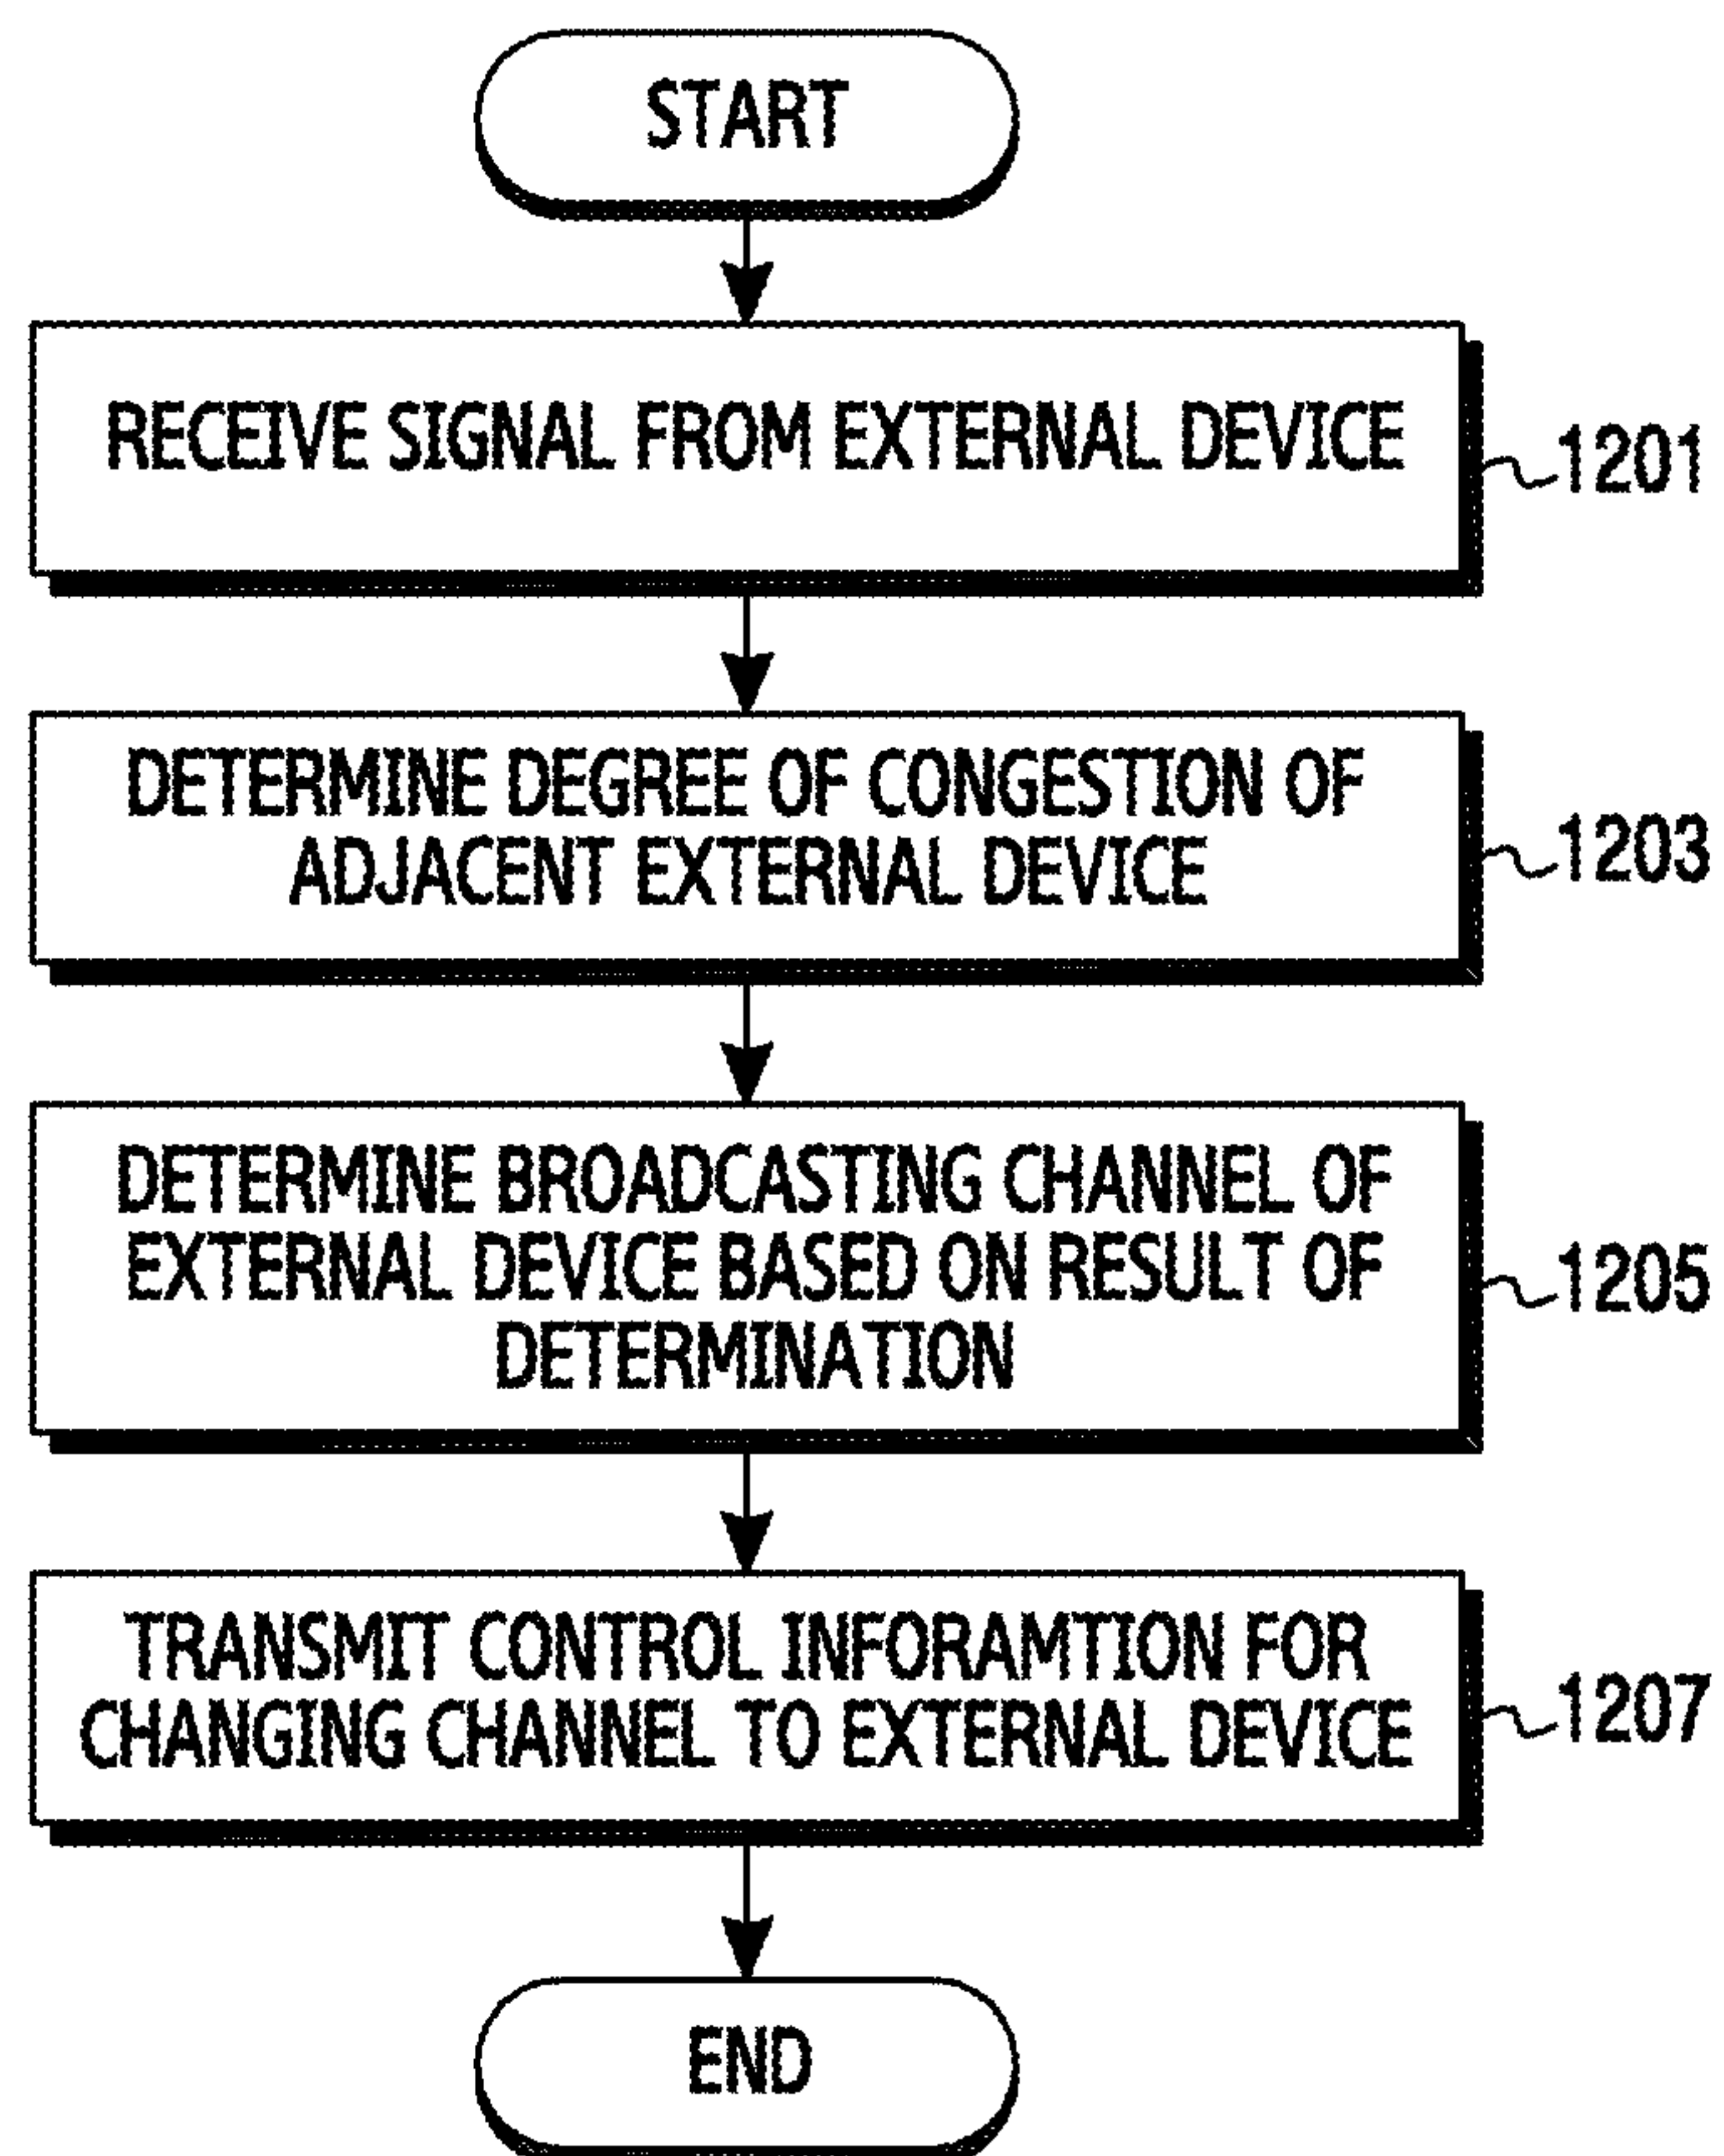 START
RECEIVE SIGNAL FROM EXTERNAL DEVICE
1201
DETERMINE DEGREE OF CONGESTION OF
ADJACENT EXTERNAL DEVICE
1203
DETERMINE BROADCASTING CHANNEL OF
EXTERNAL DEVICE BASED ON RESULT OF
DETERMINATION
1205
TRANSMIT CONTROL INFORAMTION FOR
CHANGING CHANNEL TO EXTERNAL DEVICE
1207
END